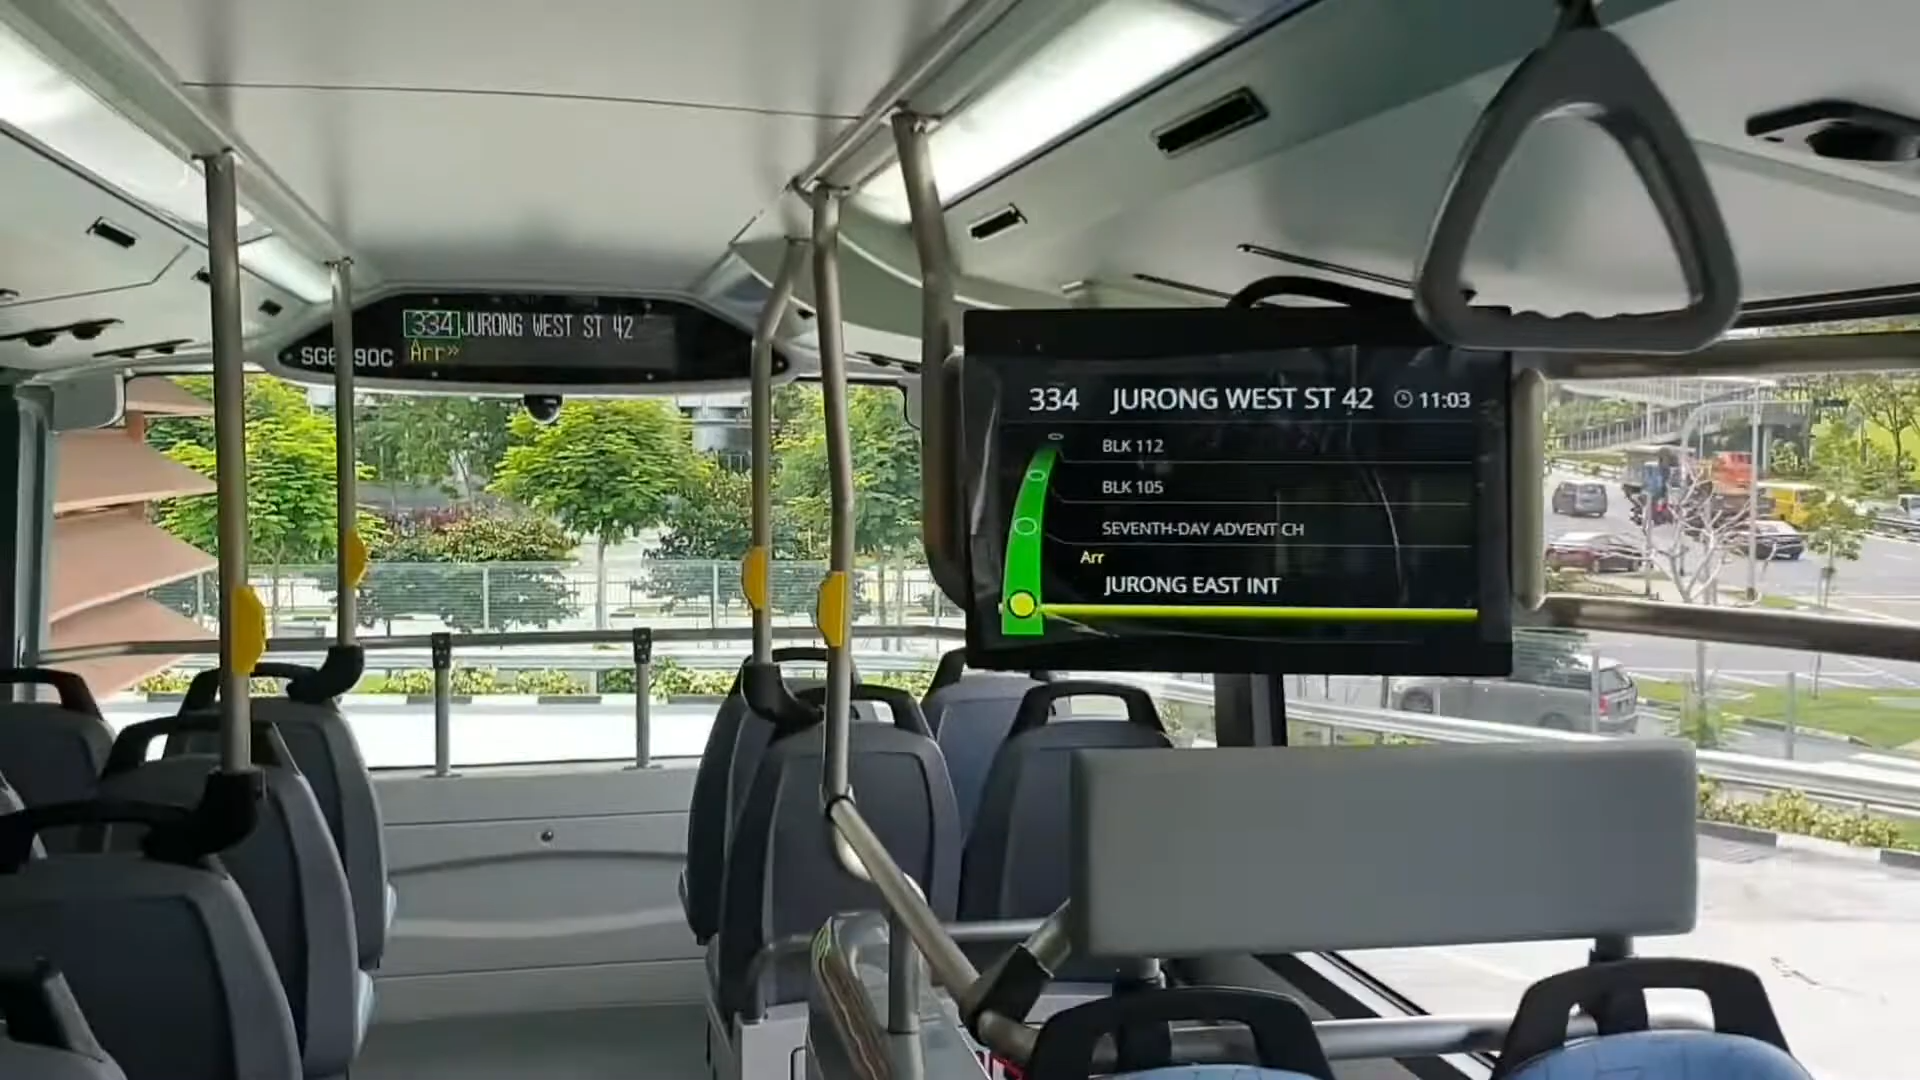 334 JURONG WEST ST 42
Arr»
334 JURONG WEST ST 42 11:03
BLK 112
BLK 105
SEVENTH-DAY ADVENT CH
Arr
JURONG EAST INT